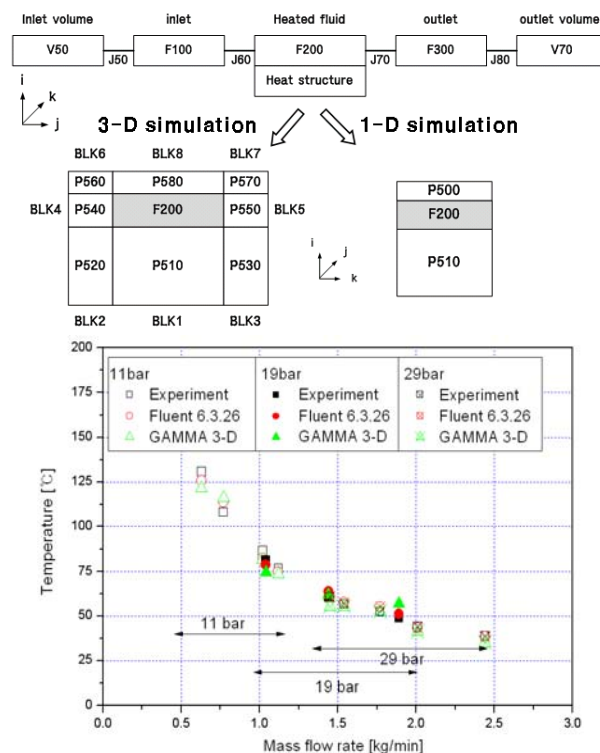 Inlet volume inlet Heated fluid outlet outlet volume
V50 F100 F200 F300 V70
J50 J60 J70 J80
Heat structure
i
k
j
3-D simulation 1-D simulation
BLK6 BLK8 BLK7
P560 P580 P570
BLK4 P540 F200 P550 BLK5
P520 P510 P530
BLK2 BLK1 BLK3
i
j
k
P500
F200
P510
200
175
150
125
100
75
50
25
0
Temperature [℃]
11bar 19bar 29bar
Experiment Experiment Experiment
Fluent 6.3.26 Fluent 6.3.26 Fluent 6.3.26
GAMMA 3-D GAMMA 3-D GAMMA 3-D
11 bar
29 bar
19 bar
0.0 0.5 1.0 1.5 2.0 2.5 3.0
Mass flow rate [kg/min]